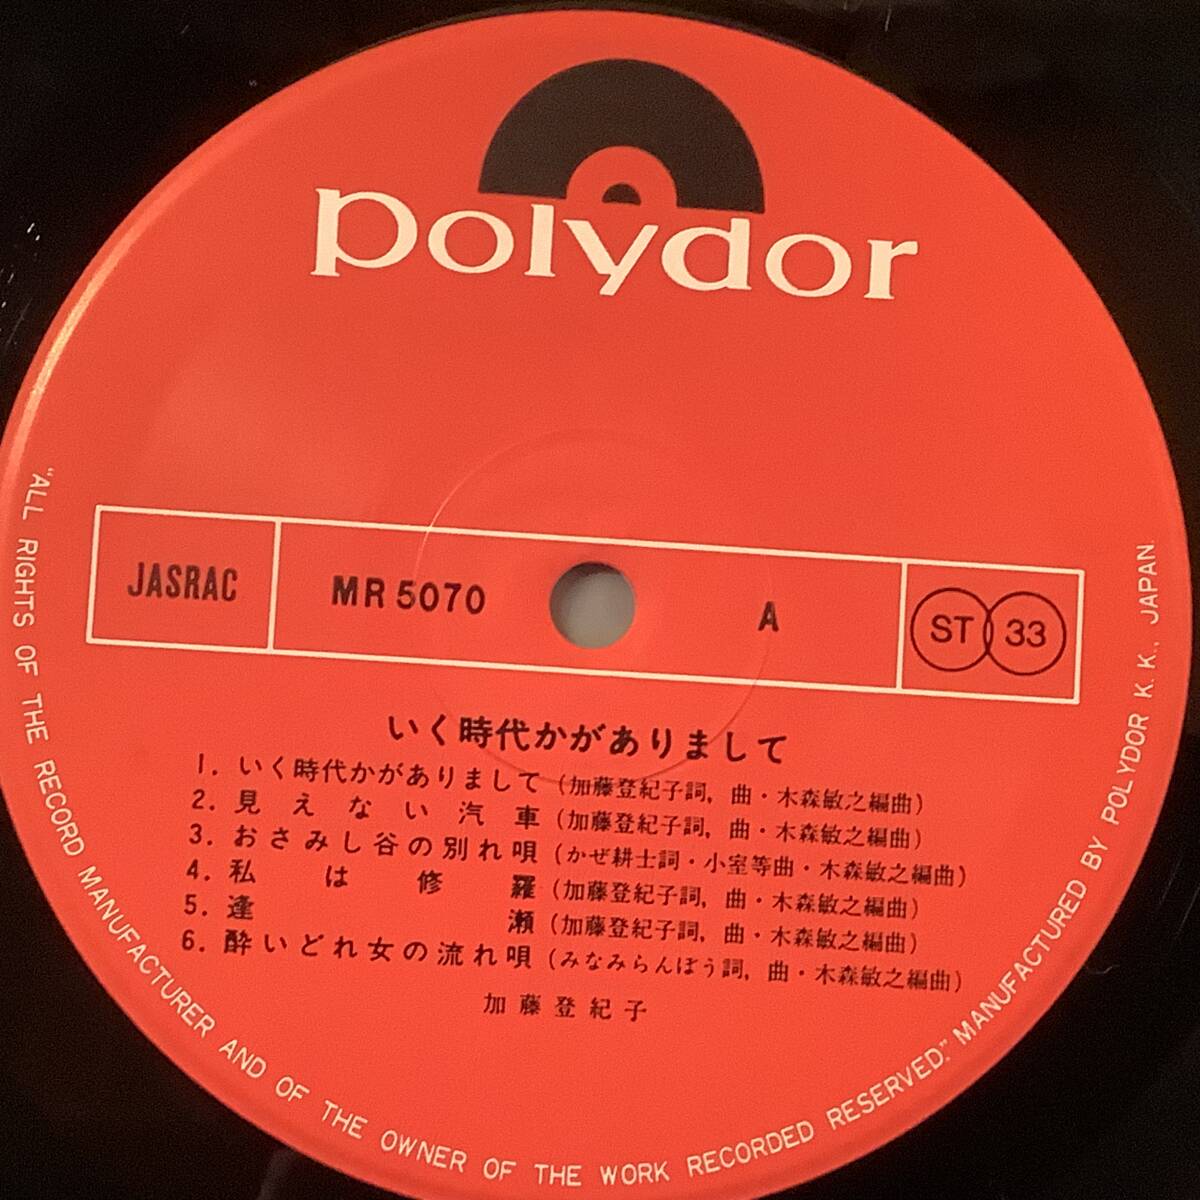 polydor
JASRAC
MR 5070
A
ST 33
いく時代かがありまして
1. いく時代かがありまして (加藤登紀子詞, 曲・木森敏之編曲)
2. 見えない汽車 (加藤登紀子詞, 曲・木森敏之編曲)
3. おさみし谷の別れ唄 (かぜ耕士詞・小室等曲・木森敏之編曲)
4. 私は修羅 (加藤登紀子詞, 曲・木森敏之編曲)
5. 逢瀬 (加藤登紀子詞, 曲・木森敏之編曲)
6. 酔いどれ女の流れ唄 (みなみらんぼう詞, 曲・木森敏之編曲)
加藤登紀子
"ALL RIGHTS OF THE RECORD MANUFACTURER AND OF THE OWNER OF THE WORK RECORDED RESERVED." MANUFACTURED BY POLYDOR K. K., JAPAN.